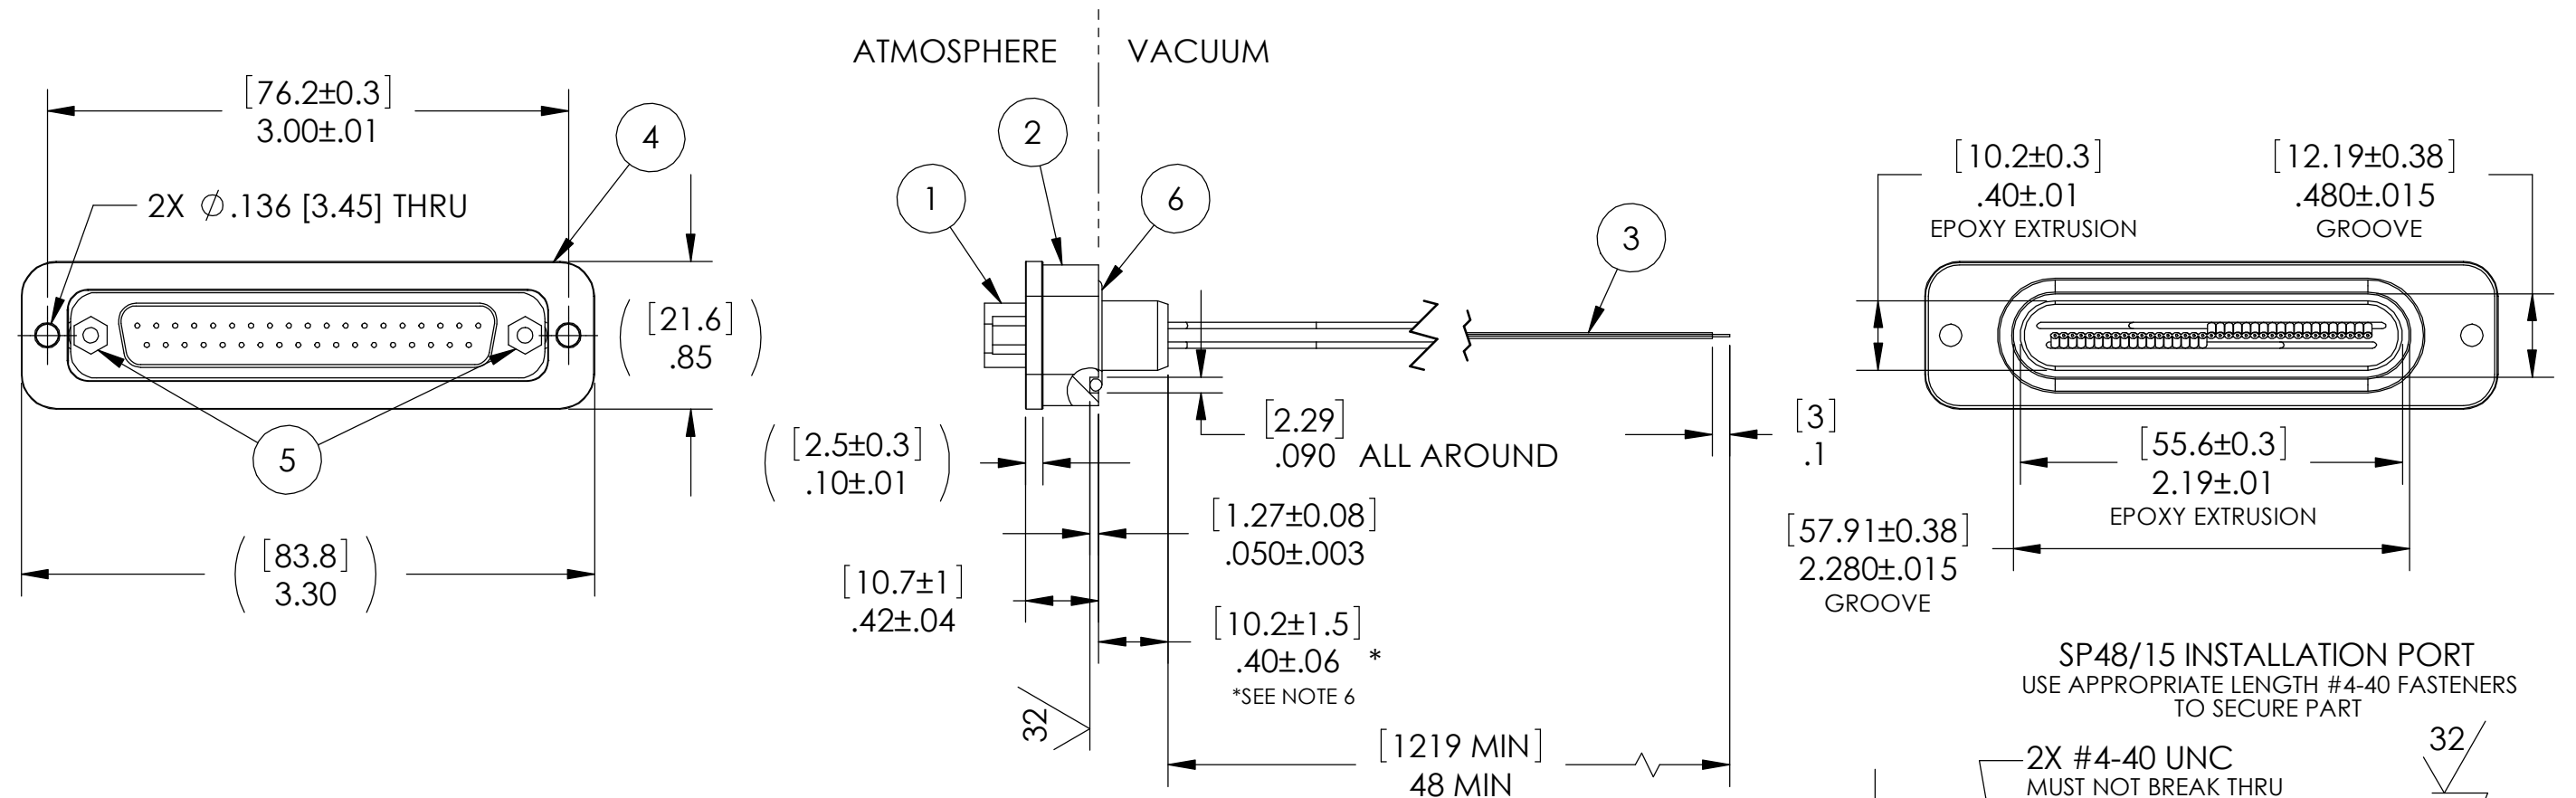 ATMOSPHERE
VACUUM
[76.2±0.3]
3.00±.01
4
2X ∅.136 [3.45] THRU
[21.6]
.85
5
[83.8]
3.30
1
2
6
3
[2.5±0.3]
.10±.01
[2.29]
.090 ALL AROUND
[3]
.1
[1.27±0.08]
.050±.003
[10.7±1]
.42±.04
[10.2±1.5]
.40±.06 *
*SEE NOTE 6
32
[1219 MIN]
48 MIN
[10.2±0.3]
.40±.01
EPOXY EXTRUSION
[12.19±0.38]
.480±.015
GROOVE
[55.6±0.3]
2.19±.01
EPOXY EXTRUSION
[57.91±0.38]
2.280±.015
GROOVE
SP48/15 INSTALLATION PORT
USE APPROPRIATE LENGTH #4-40 FASTENERS
TO SECURE PART
2X #4-40 UNC
MUST NOT BREAK THRU
32